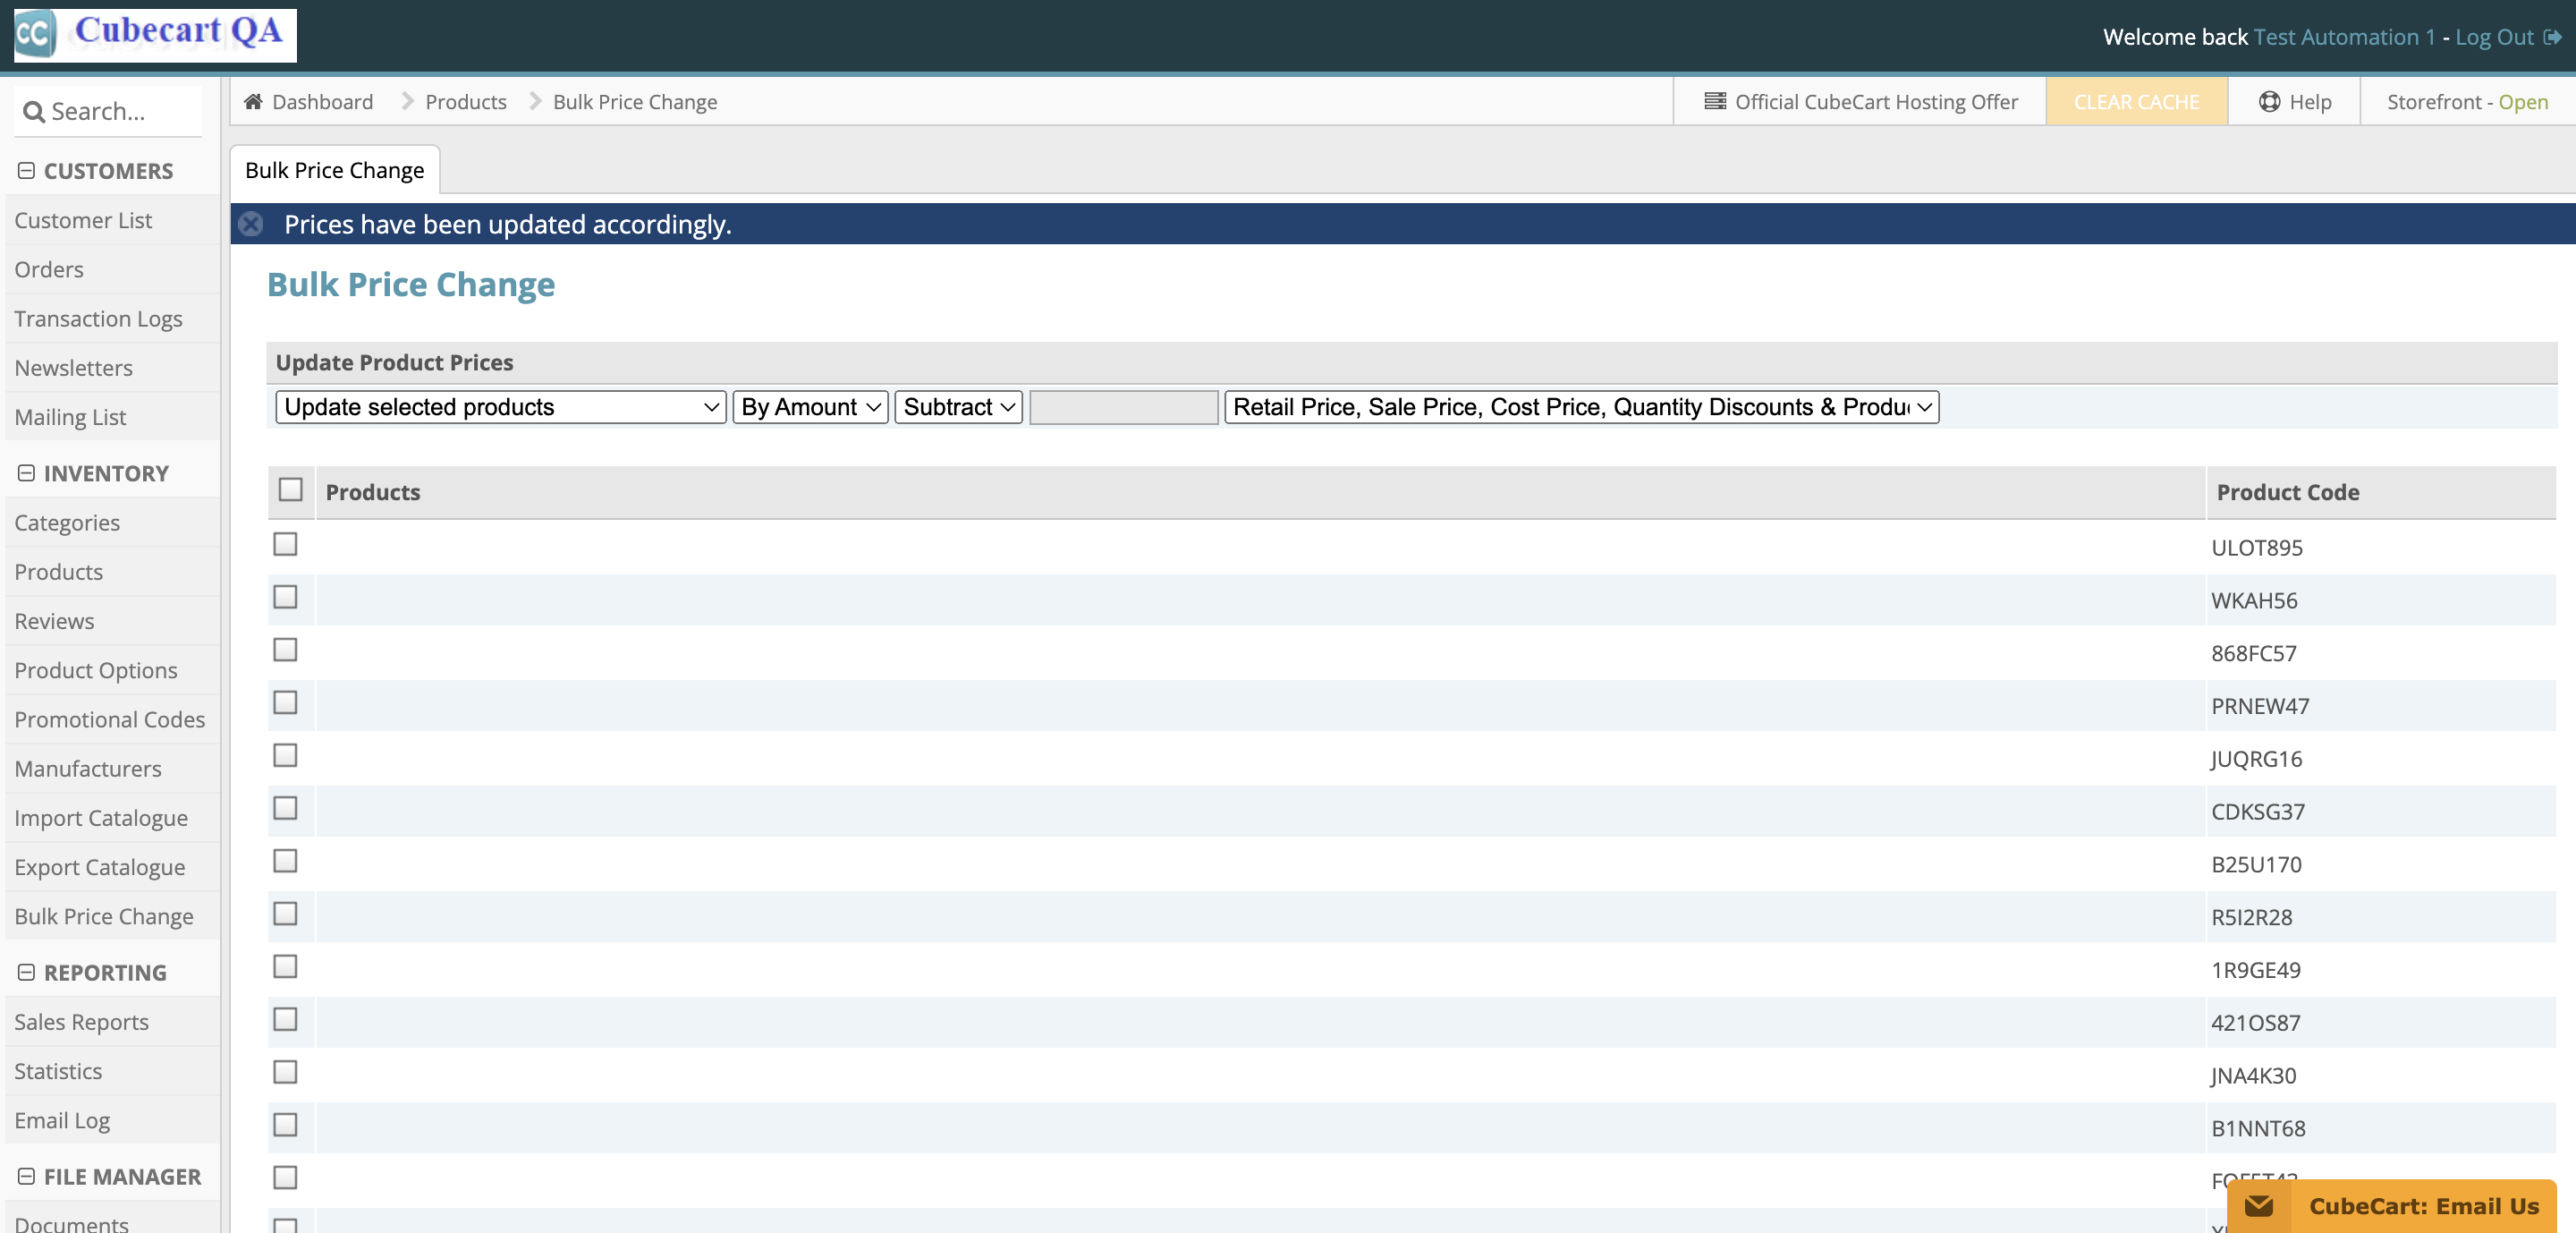 CC Cubecart QA
Welcome back Test Automation 1 - Log Out
Search...
Dashboard Products Bulk Price Change
Official CubeCart Hosting Offer
CLEAR CACHE
Help
Storefront - Open
CUSTOMERS
Customer List
Orders
Transaction Logs
Newsletters
Mailing List
INVENTORY
Categories
Products
Reviews
Product Options
Promotional Codes
Manufacturers
Import Catalogue
Export Catalogue
Bulk Price Change
REPORTING
Sales Reports
Statistics
Email Log
FILE MANAGER
Documents
Bulk Price Change
Prices have been updated accordingly.
Bulk Price Change
Update Product Prices
Update selected products By Amount Subtract Retail Price, Sale Price, Cost Price, Quantity Discounts & Produ
Products Product Code
ULOT895
WKAH56
868FC57
PRNEW47
JUQRG16
CDKSG37
B25U170
R5I2R28
1R9GE49
421OS87
JNA4K30
B1NNT68
CubeCart: Email Us